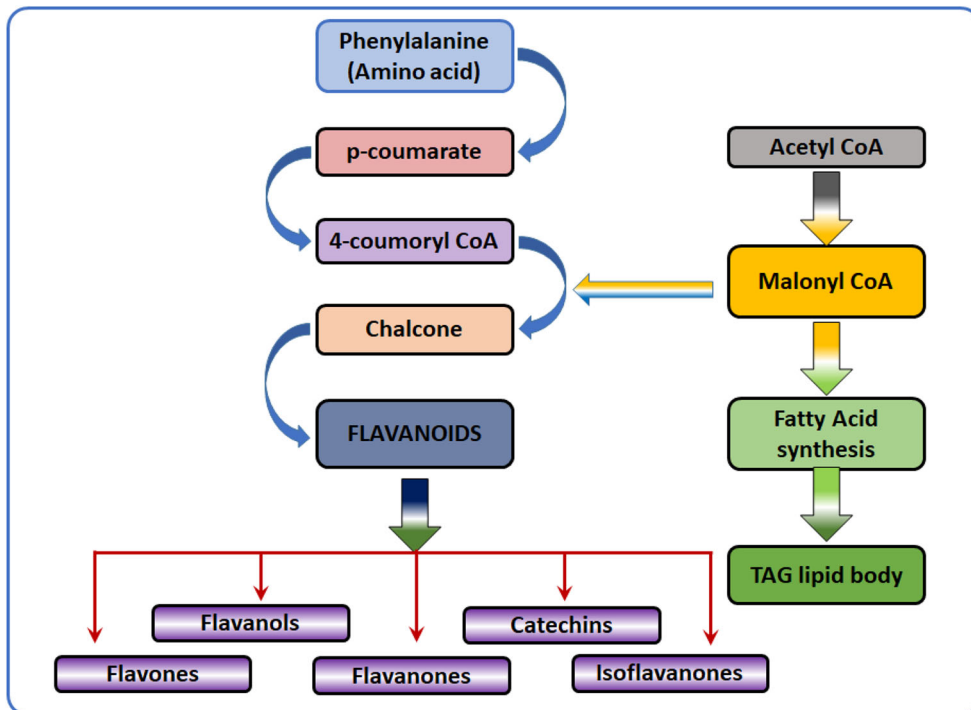 Phenylalanine
(Amino acid)
p-coumarate
Acetyl CoA
4-coumoryl CoA
Malonyl CoA
Chalcone
FLAVANOIDS
Fatty Acid
synthesis
TAG lipid body
Flavanols
Catechins
Flavones
Flavanones
Isoflavanones